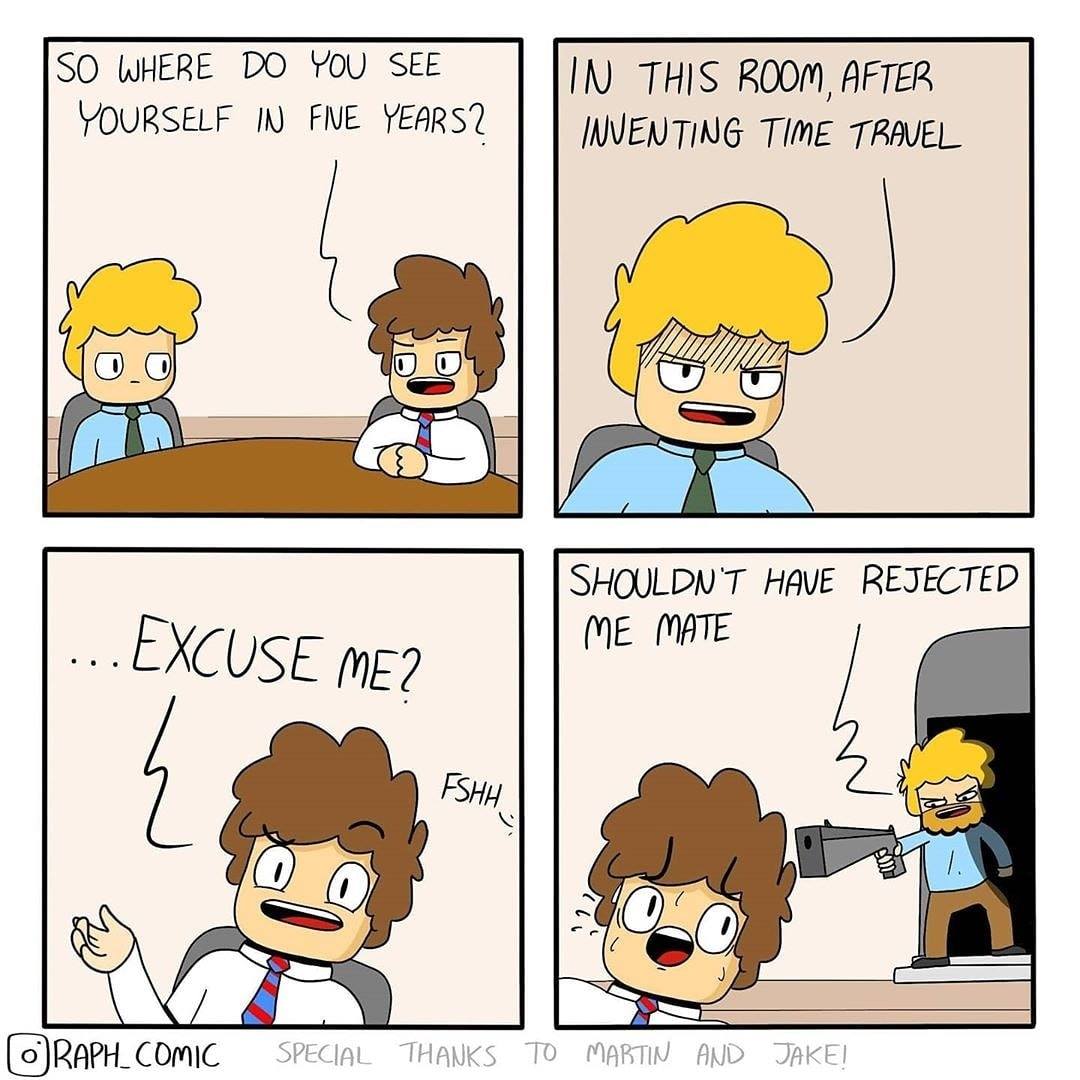 SO WHERE DO YOU SEE
YOURSELF IN FIVE YEARS?
IN THIS ROOM, AFTER
INVENTING TIME TRAVEL
...EXCUSE ME?
FSHH
SHOULDN'T HAVE REJECTED
ME MATE
RAPH_COMIC SPECIAL THANKS TO MARTIN AND JAKE!